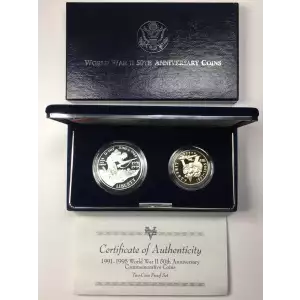 WORLD WAR II 50TH ANNIVERSARY COINS
LIBERTY
Certificate of Authenticity
1991-1995 World War II 50th Anniversary
Commemorative Coins
Two-Coin Proof Set